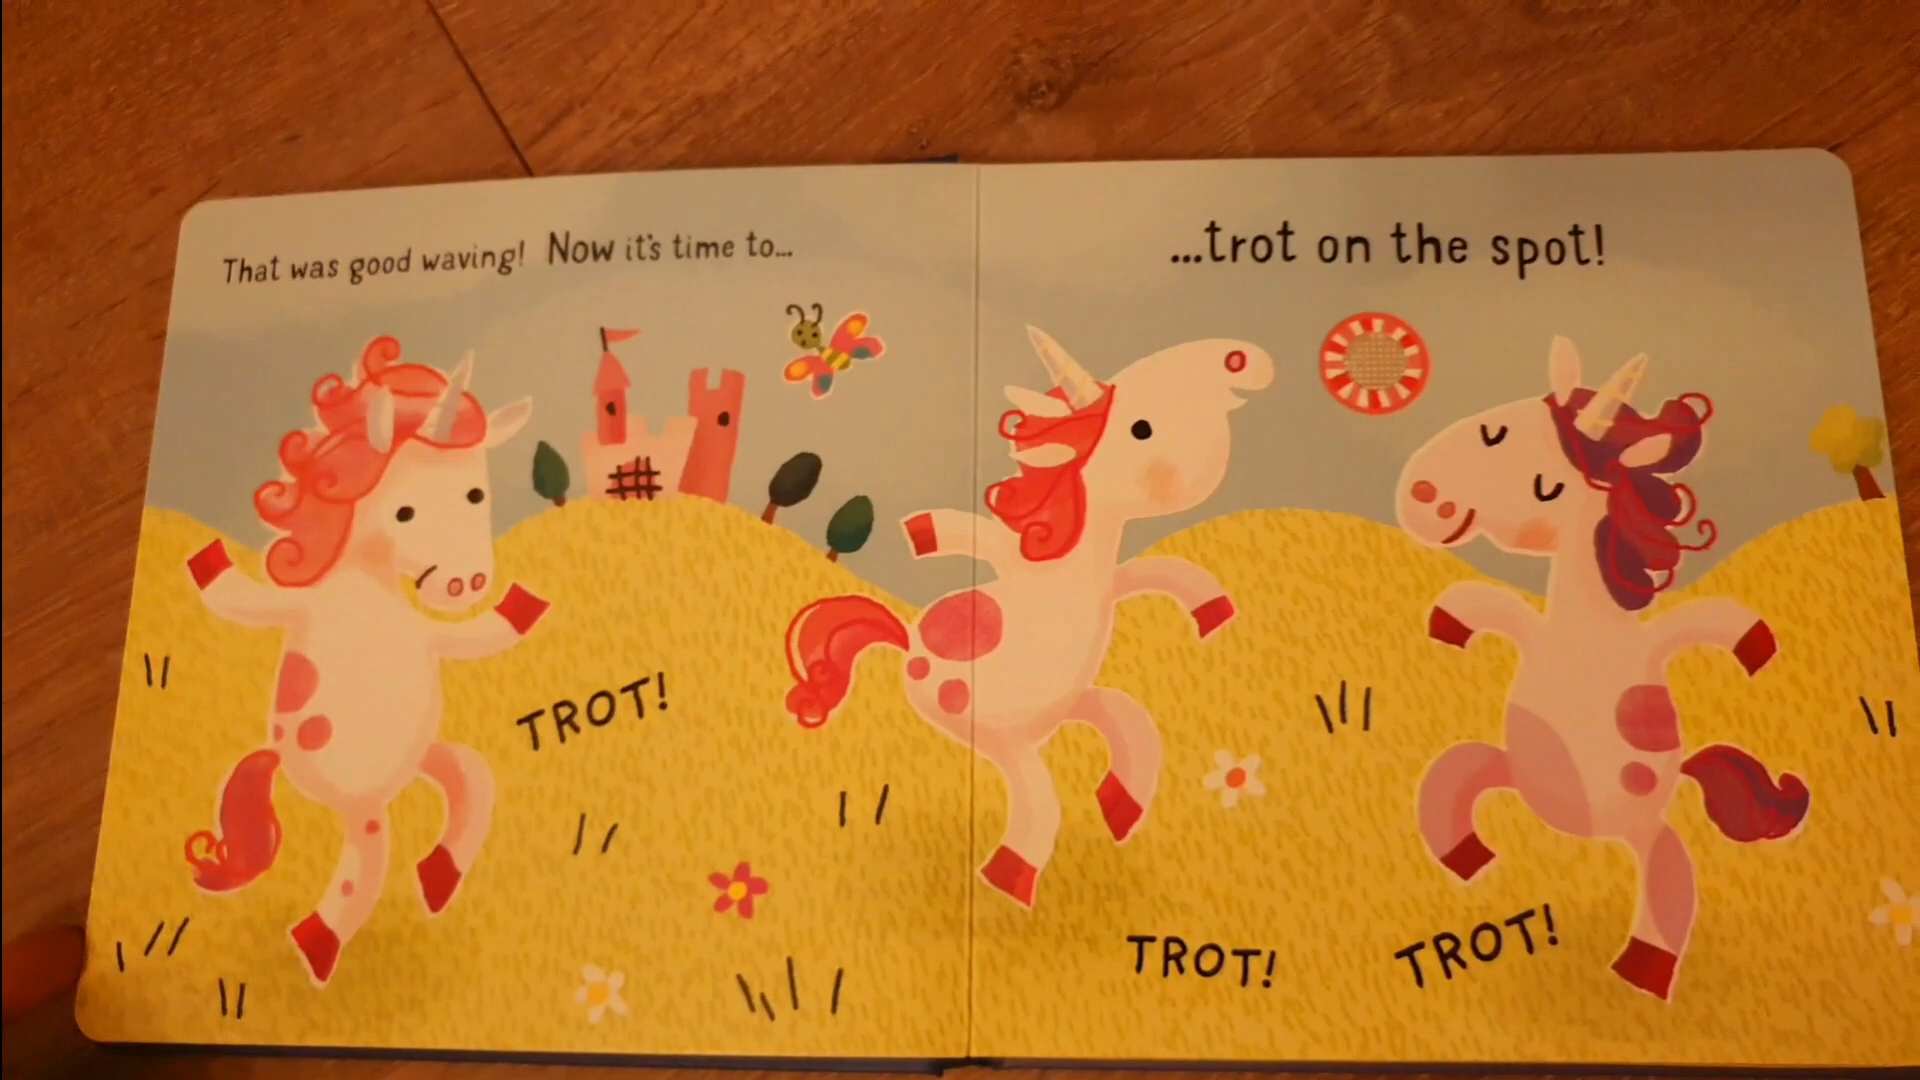 That was good waving! Now it's time to...
...trot on the spot!
TROT!
TROT!
TROT!